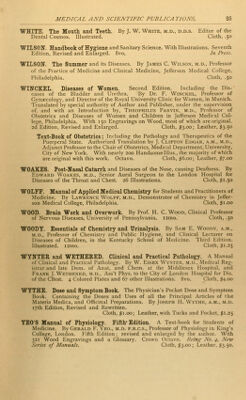 MEDICAL AND SCIENTIFIC PUBLICATIONS. 25
WHITE. The Mouth and Teeth. By J. W. WHITE, M.D., D.D.S. Editor of the
Dental Cosmos. Illustrated. Cloth, .50
WILSON. Handbook of Hygiene and Sanitary Science. With Illustrations. Seventh
Edition, Revised and Enlarged. 8vo. In Press.
WILSON. The Summer and its Diseases. By JAMES C. WILSON, M.D., Professor
of the Practice of Medicine and Clinical Medicine, Jefferson Medical College,
Philadelphia. Cloth, .50
WINCKEL. Diseases of Women. Second Edition. Including the Dis-
eases of the Bladder and Urethra. By Dr. F. WINCKEL, Professor of
Gynæcology, and Director of the Royal University Clinic for Women, in Munich.
Translated by special authority of Author and Publisher, under the supervision
of, and with an Introduction by, THEOPHILUS PARVIN, M.D., Professor of
Obstetrics and Diseases of Women and Children in Jefferson Medical Col-
lege, Philadelphia. With 150 Engravings on Wood, most of which are original.
2d Edition, Revised and Enlarged. Cloth, $3.00; Leather, $3.50
Text-Book of Obstetrics; Including the Pathology and Therapeutics of the
Puerperal State. Authorized Translation by J. CLIFTON EDGAR, A.M., M.D.,
Adjunct Professor to the Chair of Obstetrics, Medical Department, University,
City of New York. With nearly 200 Handsome Illustrations, the majority of which
are original with this work. Octavo. Cloth, $6.00; Leather, $7.00
WOAKES. Post-Nasal Catarrh and Diseases of the Nose, causing Deafness. By
EDWARD WOAKES, M.D., Senior Aural Surgeon to the London Hospital for
Diseases of the Throat and Chest. 26 Illustrations. Cloth, $1.50
WOLFF. Manual of Applied Medical Chemistry for Students and Practitioners of
Medicine. By LAWRENCE WOLFF, M.D., Demonstrator of Chemistry in Jeffer-
son Medical College, Philadelphia. Cloth, $1.00
WOOD. Brain Work and Overwork. By Prof. H. C. WOOD, Clinical Professor
of Nervous Diseases, University of Pennsylvania. 12mo. Cloth, .50
WOODY. Essentials of Chemistry and Urinalysis. By SAM E. WOODY, A.M.,
M.D., Professor of Chemistry and Public Hygiene, and Clinical Lecturer on
Diseases of Children, in the Kentucky School of Medicine. Third Edition.
Illustrated. 12mo. Cloth, $1.25
WYNTER and WETHERED. Clinical and Practical Pathology. A Manual
of Clinical and Practical Pathology. By W. ESSEX WYNTER, M.D., Medical Reg-
istrar and late Dem. of Anat. and Chem. at the Middlesex Hospital, and
FRANK J. WETHERED, M.D., Ass't Phys. to the City of London Hospital for Dis.
of the Chest. 4 Colored Plates and 67 other Illustrations. 8vo. Cloth, $4.00
WYTHE. Dose and Symptom Book. The Physician's Pocket Dose and Symptom
Book. Containing the Doses and Uses of all the Principal Articles of the
Materia Medica, and Officinal Preparations. By JOSEPH H. WYTHE, A.M., M.D.
17th Edition, Revised and Rewritten.
Cloth, $1.00; Leather, with Tucks and Pocket, $1.25
YEO'S Manual of Physiology. Fifth Edition. A Text-book for Students of
Medicine. By GERALD F. YEO, M.D., F.R.C.S., Professor of Physiology in King's
College, London. Fifth Edition; revised and enlarged by the author. With
321 Wood Engravings and a Glossary. Crown Octavo. Being No. 4, New
Series of Manuals. Cloth, $3.00; Leather, $3.50.